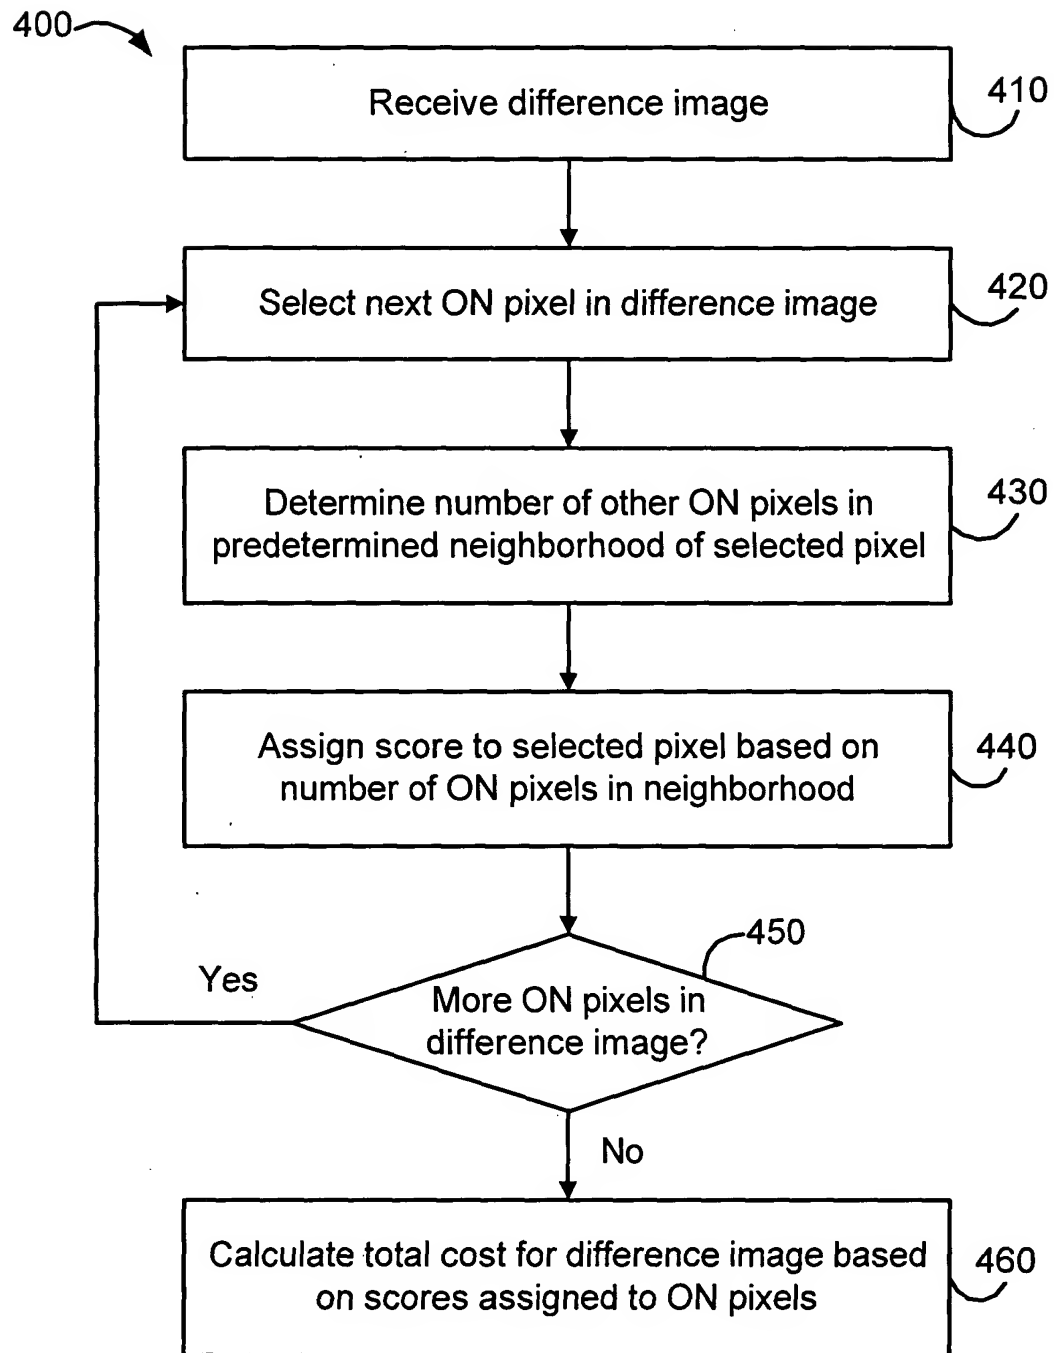 400
Receive difference image
410
Select next ON pixel in difference image
420
Determine number of other ON pixels in
predetermined neighborhood of selected pixel
430
Assign score to selected pixel based on
number of ON pixels in neighborhood
440
450
Yes
More ON pixels in
difference image?
No
Calculate total cost for difference image based
on scores assigned to ON pixels
460